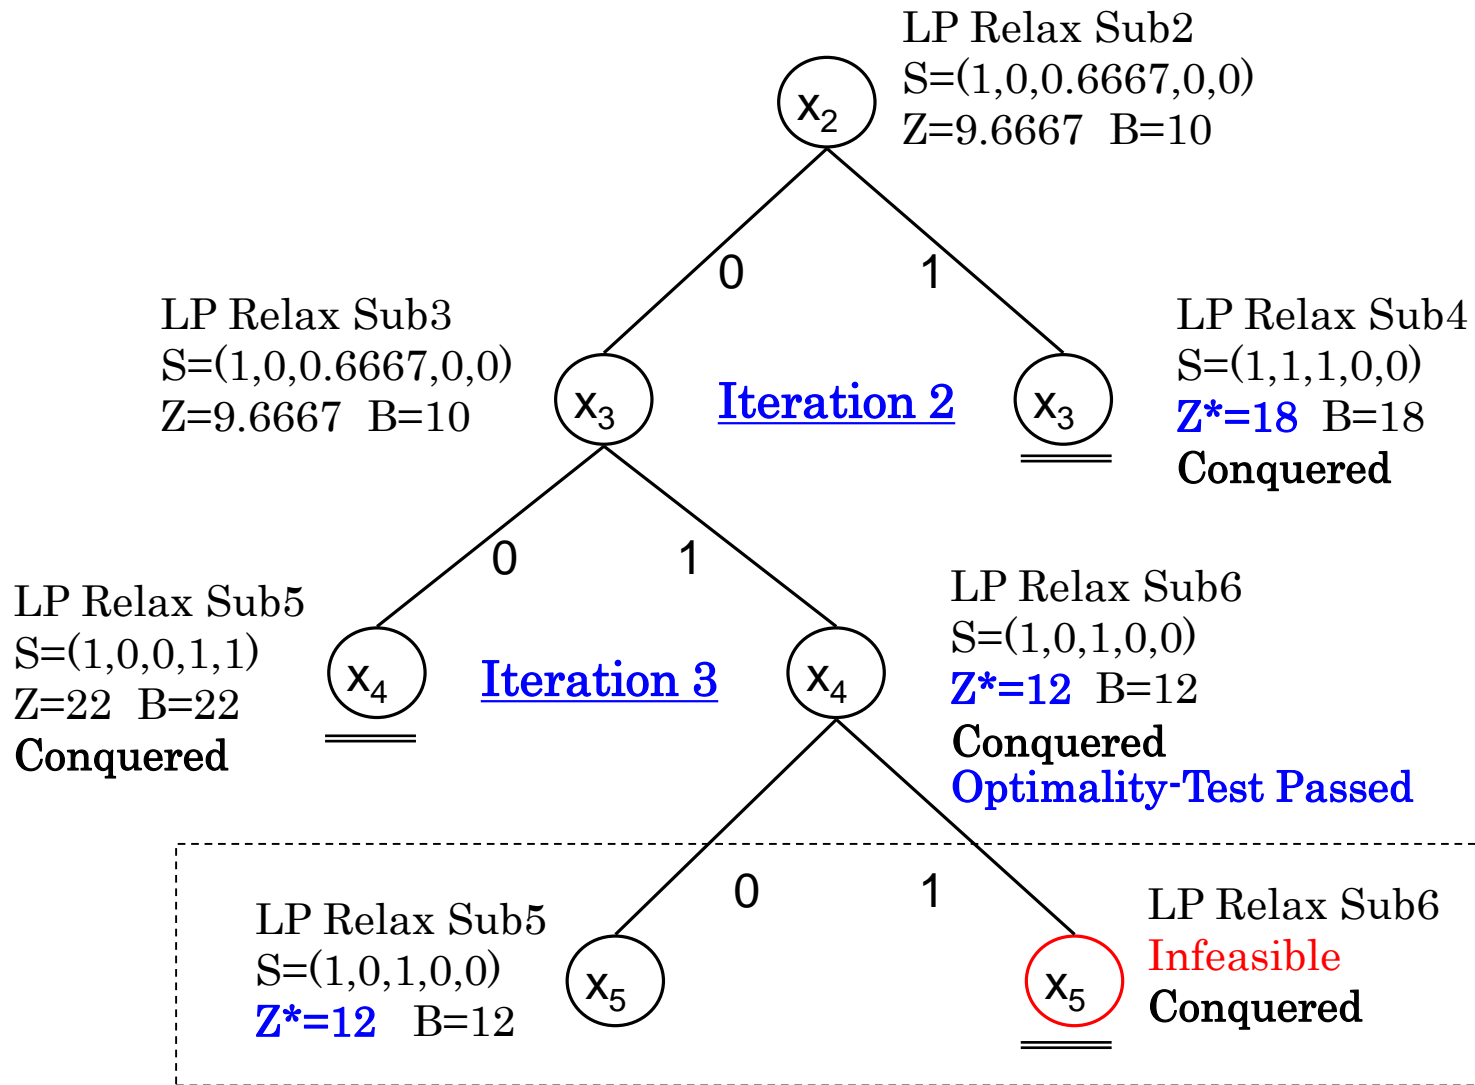 LP Relax Sub2
S=(1,0,0.6667,0,0)
Z=9.6667 B=10
x2
0
1
LP Relax Sub3
S=(1,0,0.6667,0,0)
Z=9.6667 B=10
x3
Iteration 2
x3
LP Relax Sub4
S=(1,1,1,0,0)
Z*=18 B=18
Conquered
0
1
LP Relax Sub5
S=(1,0,0,1,1)
Z=22 B=22
Conquered
x4
Iteration 3
x4
LP Relax Sub6
S=(1,0,1,0,0)
Z*=12 B=12
Conquered
Optimality-Test Passed
0
1
LP Relax Sub5
S=(1,0,1,0,0)
Z*=12 B=12
x5
x5
LP Relax Sub6
Infeasible
Conquered